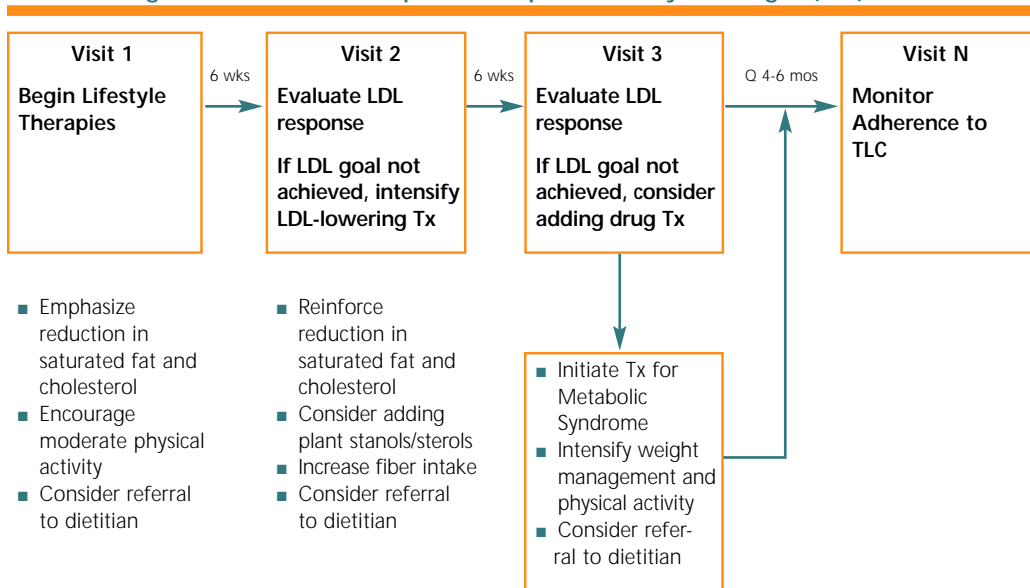 Visit 1
Begin Lifestyle
Therapies
6 wks
Visit 2
Evaluate LDL
response
If LDL goal not
achieved, intensify
LDL-lowering Tx
6 wks
Visit 3
Evaluate LDL
response
If LDL goal not
achieved, consider
adding drug Tx
Q 4-6 mos
Visit N
Monitor
Adherence to
TLC
■ Emphasize
reduction in
saturated fat and
cholesterol
■ Encourage
moderate physical
activity
■ Consider referral
to dietitian
■ Reinforce
reduction in
saturated fat and
cholesterol
■ Consider adding
plant stanols/sterols
■ Increase fiber intake
■ Consider referral
to dietitian
■ Initiate Tx for
Metabolic
Syndrome
■ Intensify weight
management and
physical activity
■ Consider refer-
ral to dietitian